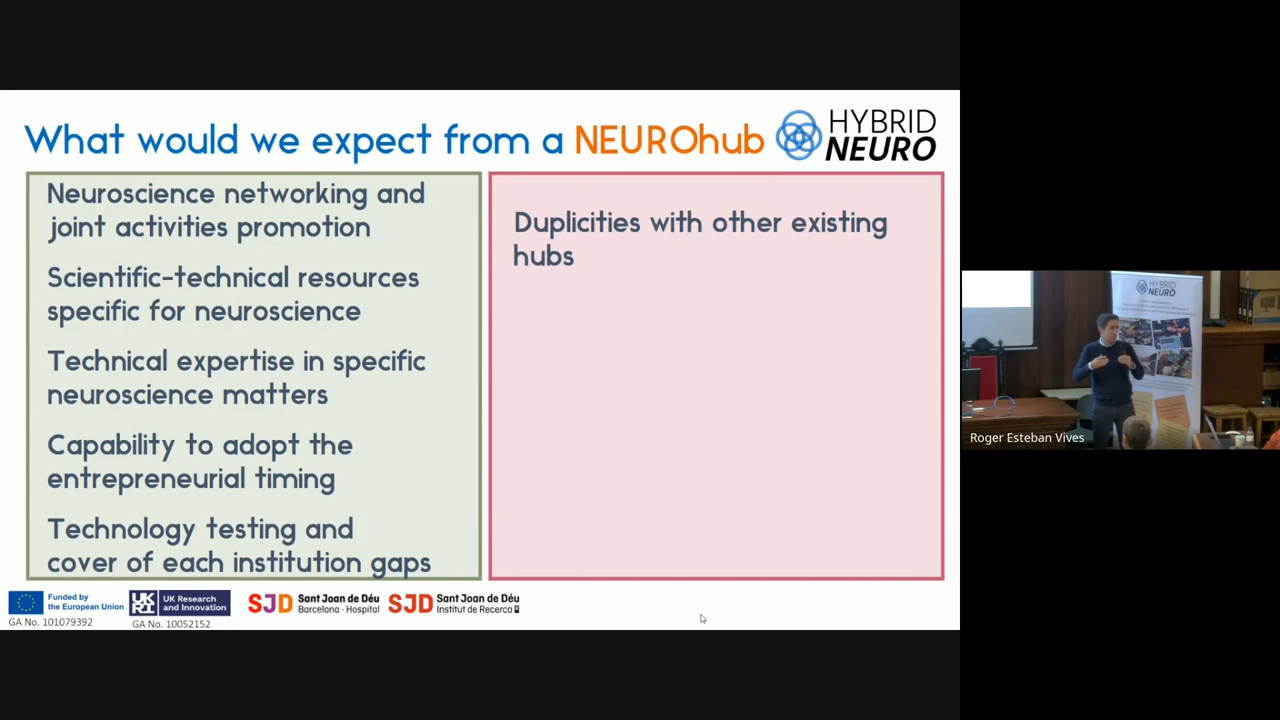 What would we expect from a NEUROhub
HYBRID
NEURO
Neuroscience networking and
joint activities promotion
Scientific-technical resources
specific for neuroscience
Technical expertise in specific
neuroscience matters
Capability to adopt the
entrepreneurial timing
Technology testing and
cover of each institution gaps
Duplicities with other existing
hubs
Funded by
the European Union
GA No. 101079392
UKRI
UK Research
and Innovation
GA No. 10052152
SJD
Sant Joan de Déu
Barcelona · Hospital
SJD
Sant Joan de Déu
Institut de Recerca
HYBRID
NEURO
Roger Esteban Vives